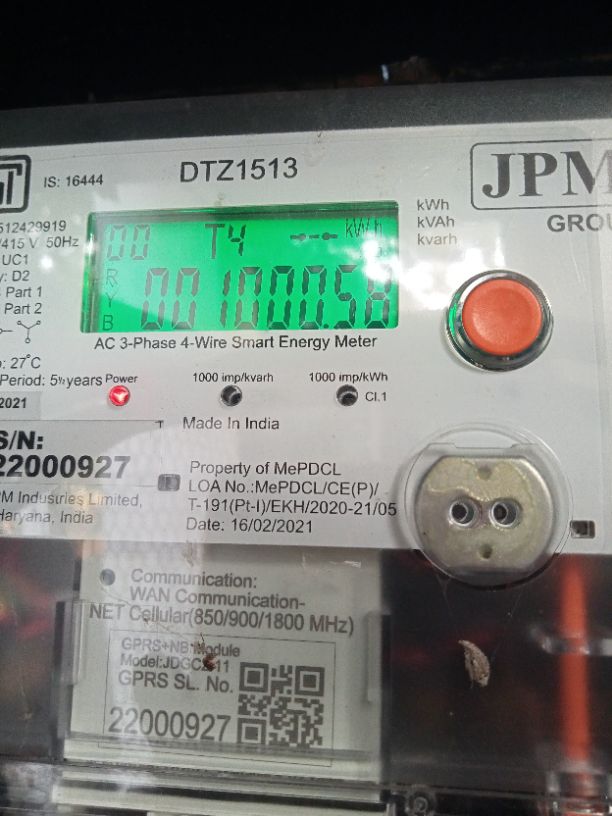 IS: 16444
DTZ1513
JPM
GROU
512429919
/415 V 50Hz
UC1
y: D2
Part 1
Part 2
kWh
kVAh
kvarh
00 T4 kWh
R
Y
B
001000.58
AC 3-Phase 4-Wire Smart Energy Meter
: 27°C
Period: 5½ years
2021
Power
1000 imp/kvarh
1000 imp/kWh
Cl.1
Made In India
S/N:
22000927
PM Industries Limited,
Haryana, India
Property of MePDCL
LOA No.:MePDCL/CE(P)/
T-191(Pt-I)/EKH/2020-21/05
Date: 16/02/2021
Communication:
WAN Communication-
NET Cellular(850/900/1800 MHz)
GPRS+NB Module
GPRS SL. No.
22000927